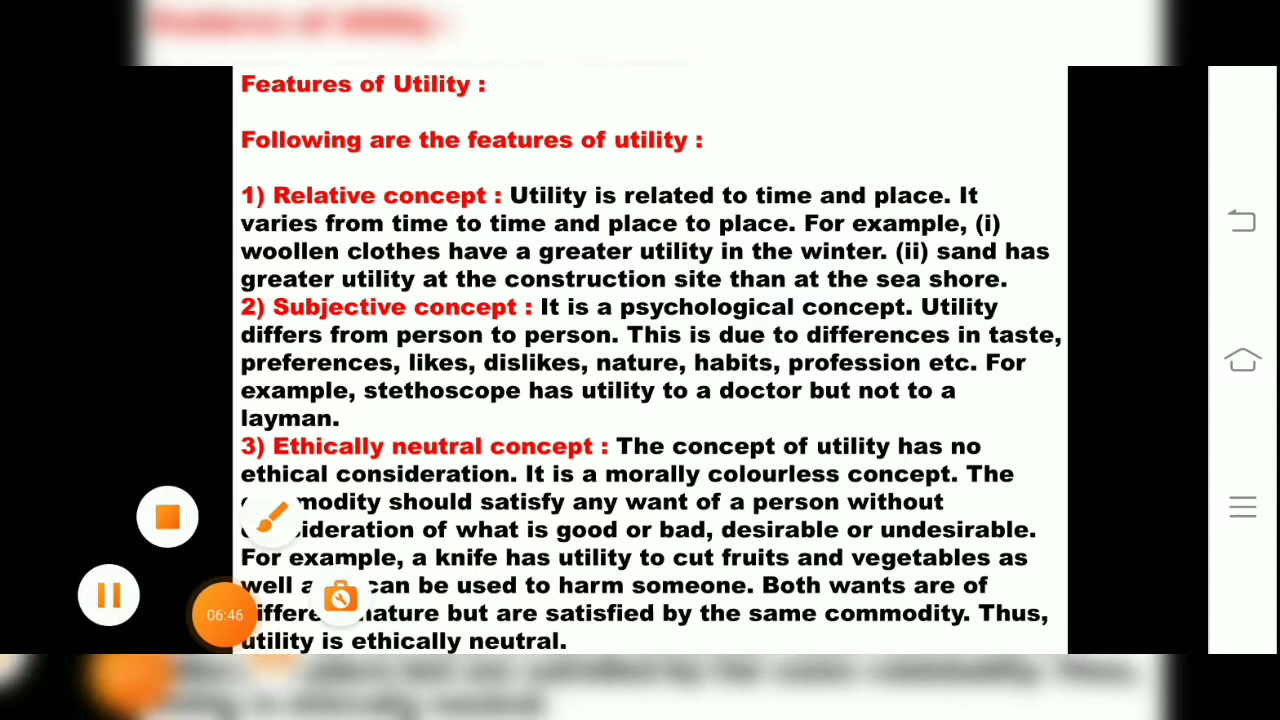 Features of Utility :
Following are the features of utility :
1) Relative concept : Utility is related to time and place. It
varies from time to time and place to place. For example, (i)
woollen clothes have a greater utility in the winter. (ii) sand has
greater utility at the construction site than at the sea shore.
2) Subjective concept : It is a psychological concept. Utility
differs from person to person. This is due to differences in taste,
preferences, likes, dislikes, nature, habits, profession etc. For
example, stethoscope has utility to a doctor but not to a
layman.
3) Ethically neutral concept : The concept of utility has no
ethical consideration. It is a morally colourless concept. The
should satisfy any want of a person without
of what is good or bad, desirable or undesirable.
For example, a knife has utility to cut fruits and vegetables as
well can be used to harm someone. Both wants are of
nature but are satisfied by the same commodity. Thus,
utility is ethically neutral.
06:46